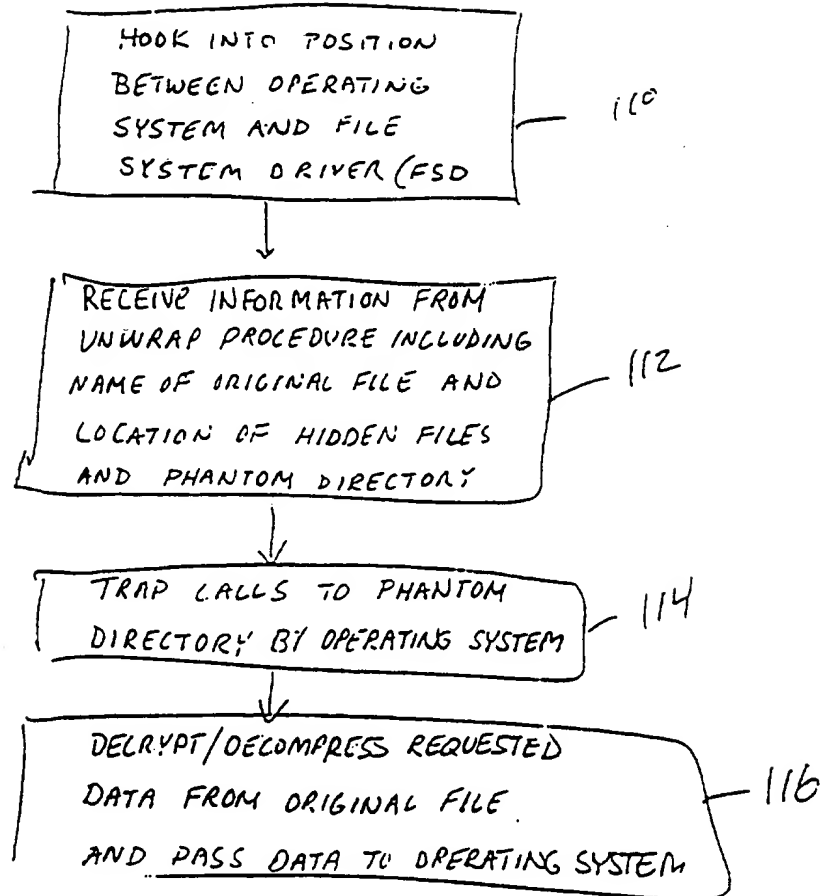 HOOK INTO POSITION
BETWEEN OPERATING
SYSTEM AND FILE
SYSTEM DRIVER (FSD
110
RECEIVE INFORMATION FROM
UNWRAP PROCEDURE INCLUDING
NAME OF ORIGINAL FILE AND
LOCATION OF HIDDEN FILES
AND PHANTOM DIRECTORY
112
TRAP CALLS TO PHANTOM
DIRECTORY BY OPERATING SYSTEM
114
DECRYPT/DECOMPRESS REQUESTED
DATA FROM ORIGINAL FILE
AND PASS DATA TO OPERATING SYSTEM
116